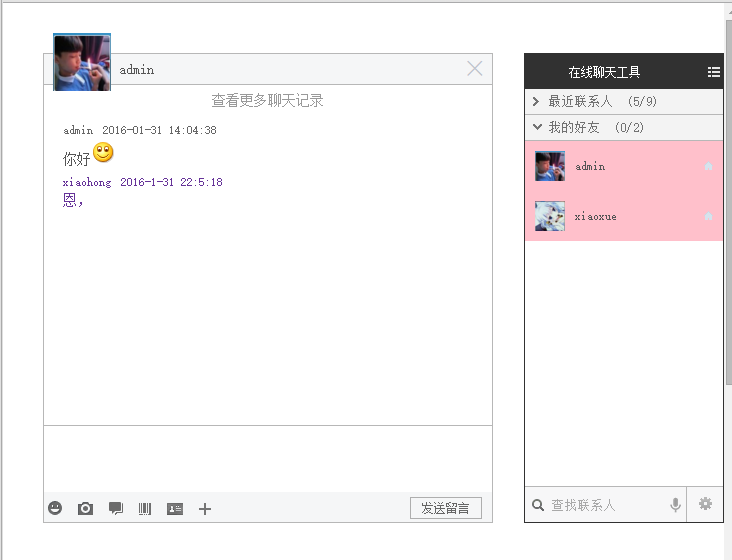 admin
查看更多聊天记录
admin 2016-01-31 14:04:38
你好
xiaohong 2016-1-31 22:5:18
恩，
发送留言
在线聊天工具
最近联系人 (5/9)
我的好友 (0/2)
admin
xiaoxue
查找联系人